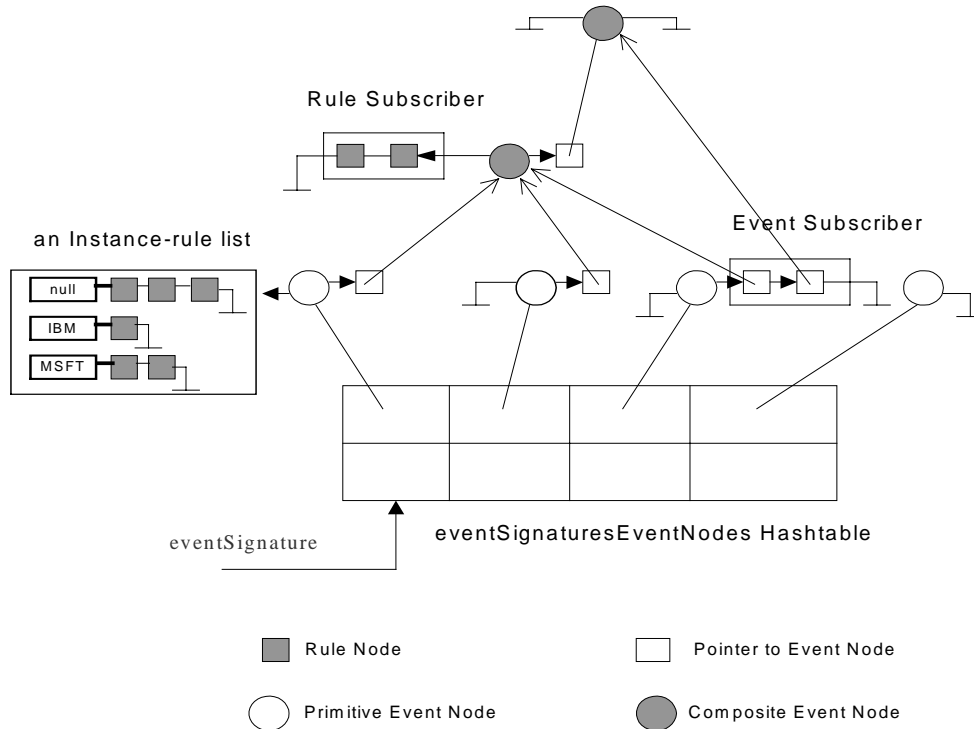 Rule Subscriber
Event Subscriber
an Instance-rule list
null
IBM
MSFT
eventSignature
eventSignaturesEventNodes Hashtable
Rule Node
Pointer to Event Node
Primitive Event Node
Composite Event Node